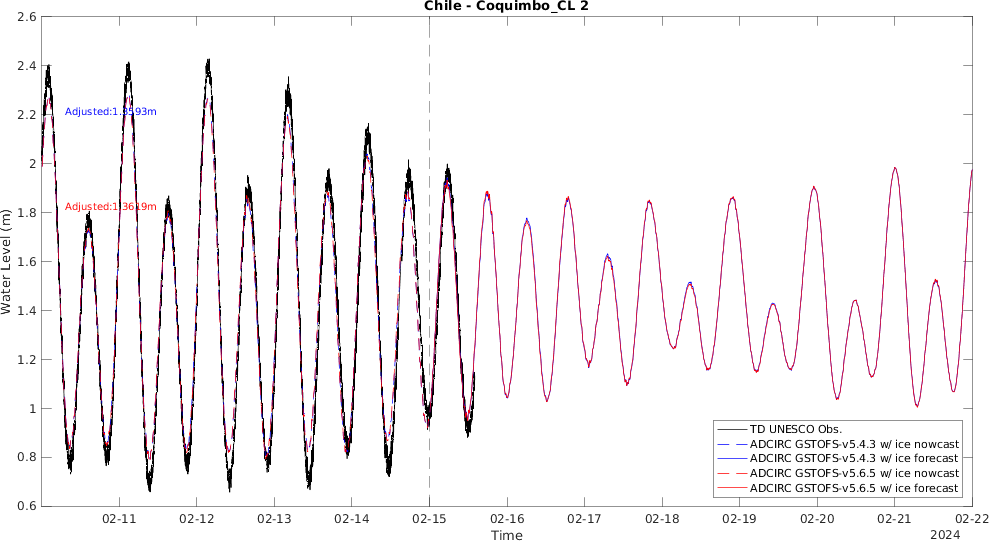 Chile - Coquimbo_CL 2
2.6
2.4
2.2
2
1.8
1.6
1.4
1.2
1
0.8
0.6
Water Level (m)
Adjusted:1.3593m
Adjusted:1.3619m
02-11
02-12
02-13
02-14
02-15
02-16
02-17
02-18
02-19
02-20
02-21
02-22
Time
2024
TD UNESCO Obs.
ADCIRC GSTOFS-v5.4.3 w/ ice nowcast
ADCIRC GSTOFS-v5.4.3 w/ ice forecast
ADCIRC GSTOFS-v5.6.5 w/ ice nowcast
ADCIRC GSTOFS-v5.6.5 w/ ice forecast